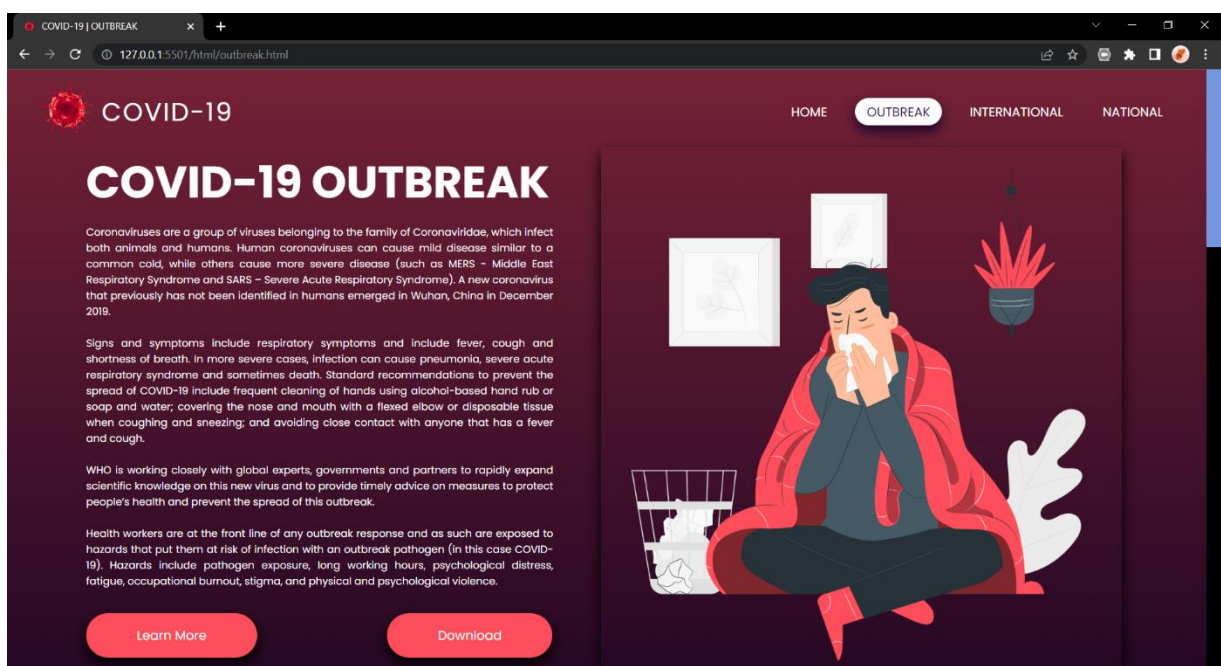 COVID-19 | OUTBREAK
127.0.0.1:5501/html/outbreak.html
COVID-19
HOME
OUTBREAK
INTERNATIONAL
NATIONAL
COVID-19 OUTBREAK
Coronaviruses are a group of viruses belonging to the family of Coronaviridae, which infect
both animals and humans. Human coronaviruses can cause mild disease similar to a
common cold, while others cause more severe disease (such as MERS - Middle East
Respiratory Syndrome and SARS – Severe Acute Respiratory Syndrome). A new coronavirus
that previously has not been identified in humans emerged in Wuhan, China in December
2019.
Signs and symptoms include respiratory symptoms and include fever, cough and
shortness of breath. In more severe cases, infection can cause pneumonia, severe acute
respiratory syndrome and sometimes death. Standard recommendations to prevent the
spread of COVID-19 include frequent cleaning of hands using alcohol-based hand rub or
soap and water; covering the nose and mouth with a flexed elbow or disposable tissue
when coughing and sneezing; and avoiding close contact with anyone that has a fever
and cough.
WHO is working closely with global experts, governments and partners to rapidly expand
scientific knowledge on this new virus and to provide timely advice on measures to protect
people's health and prevent the spread of this outbreak.
Health workers are at the front line of any outbreak response and as such are exposed to
hazards that put them at risk of infection with an outbreak pathogen (in this case COVID-
19). Hazards include pathogen exposure, long working hours, psychological distress,
fatigue, occupational burnout, stigma, and physical and psychological violence.
Learn More
Download